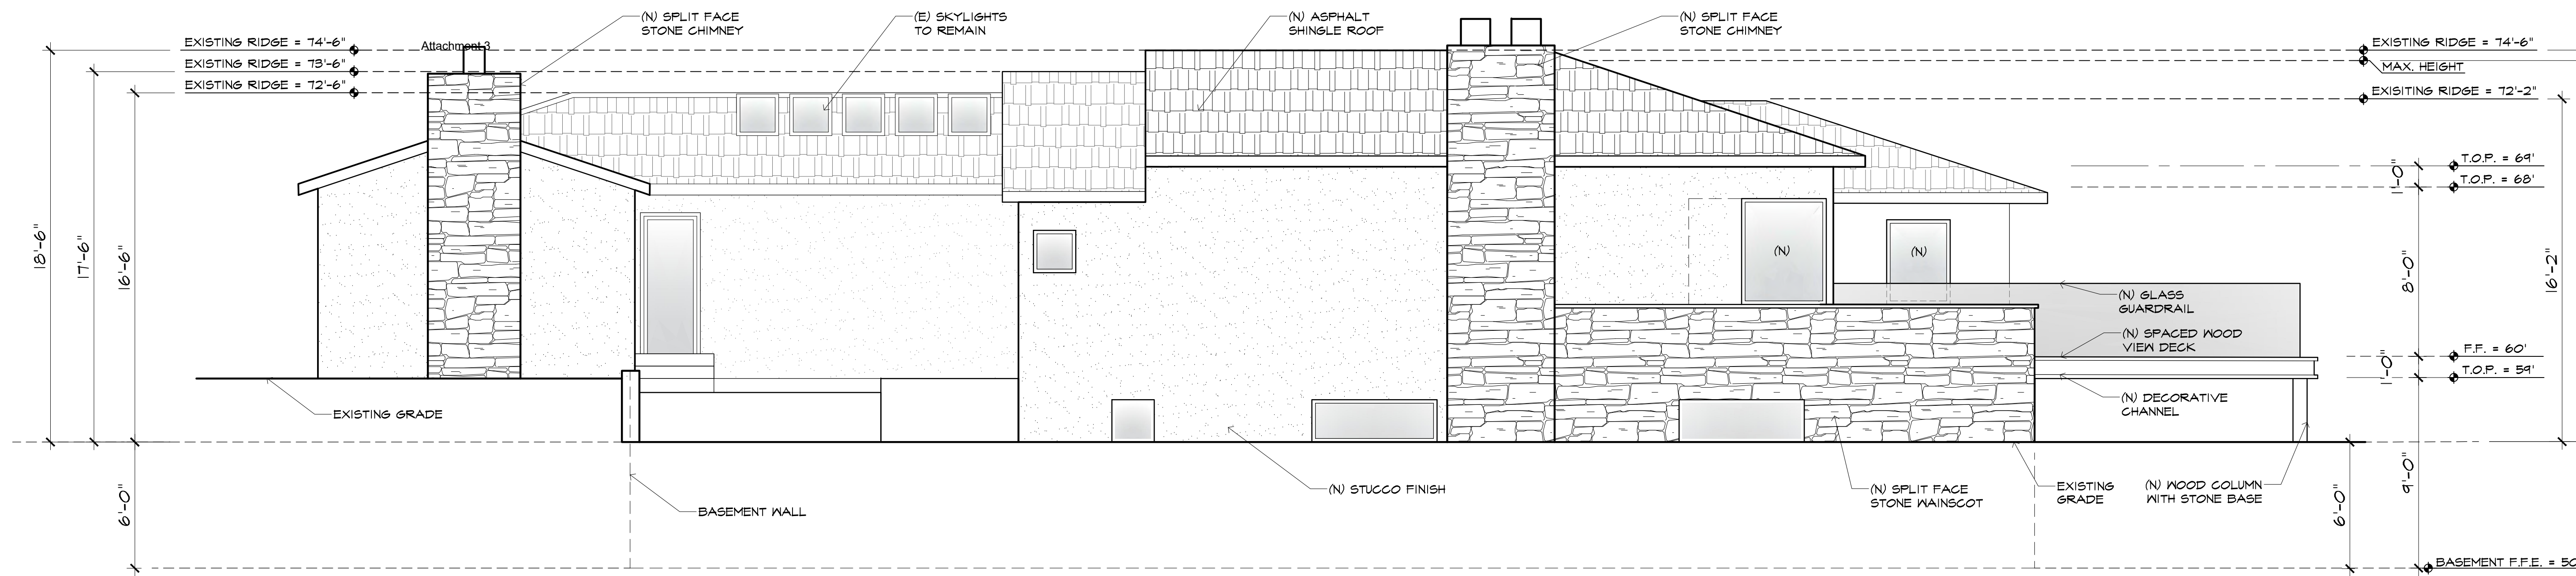 (N) SPLIT FACE
STONE CHIMNEY
(E) SKYLIGHTS
TO REMAIN
(N) ASPHALT
SHINGLE ROOF
(N) SPLIT FACE
STONE CHIMNEY
Attachment 3
EXISTING RIDGE = 74'-6"
EXISTING RIDGE = 73'-6"
EXISTING RIDGE = 72'-6"
EXISTING RIDGE = 74'-6"
MAX. HEIGHT
EXISITING RIDGE = 72'-2"
T.O.P. = 69'
T.O.P. = 68'
1'-0"
18'-6"
17'-6"
16'-6"
(N)
(N)
8'-0"
16'-2"
(N) GLASS
GUARDRAIL
(N) SPACED WOOD
VIEW DECK
F.F. = 60'
T.O.P. = 59'
1'-0"
(N) DECORATIVE
CHANNEL
EXISTING GRADE
BASEMENT WALL
(N) STUCCO FINISH
(N) SPLIT FACE
STONE WAINSCOT
EXISTING
GRADE
(N) WOOD COLUMN
WITH STONE BASE
6'-0"
6'-0"
9'-0"
BASEMENT F.F.E. =